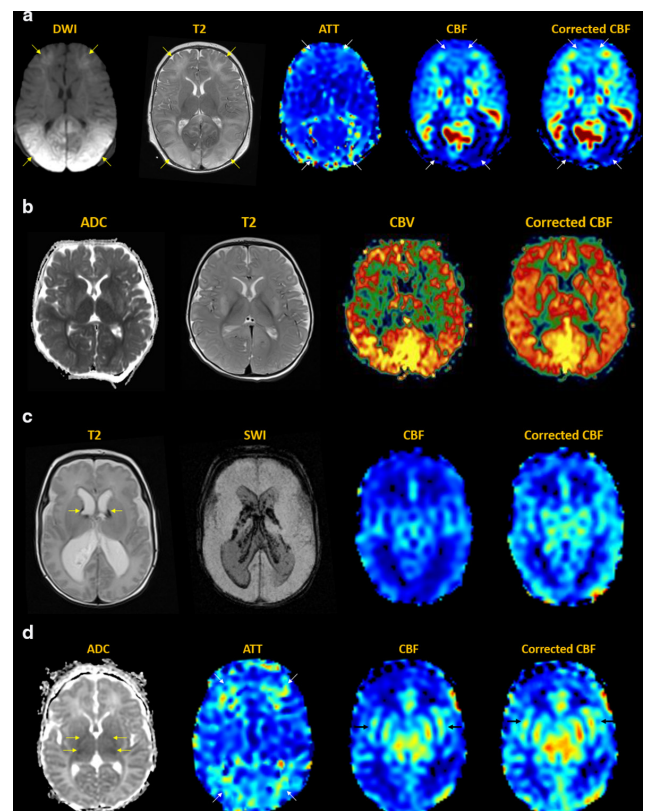 a
DWI T2 ATT CBF Corrected CBF
b
ADC T2 CBV Corrected CBF
c
T2 SWI CBF Corrected CBF
d
ADC ATT CBF Corrected CBF